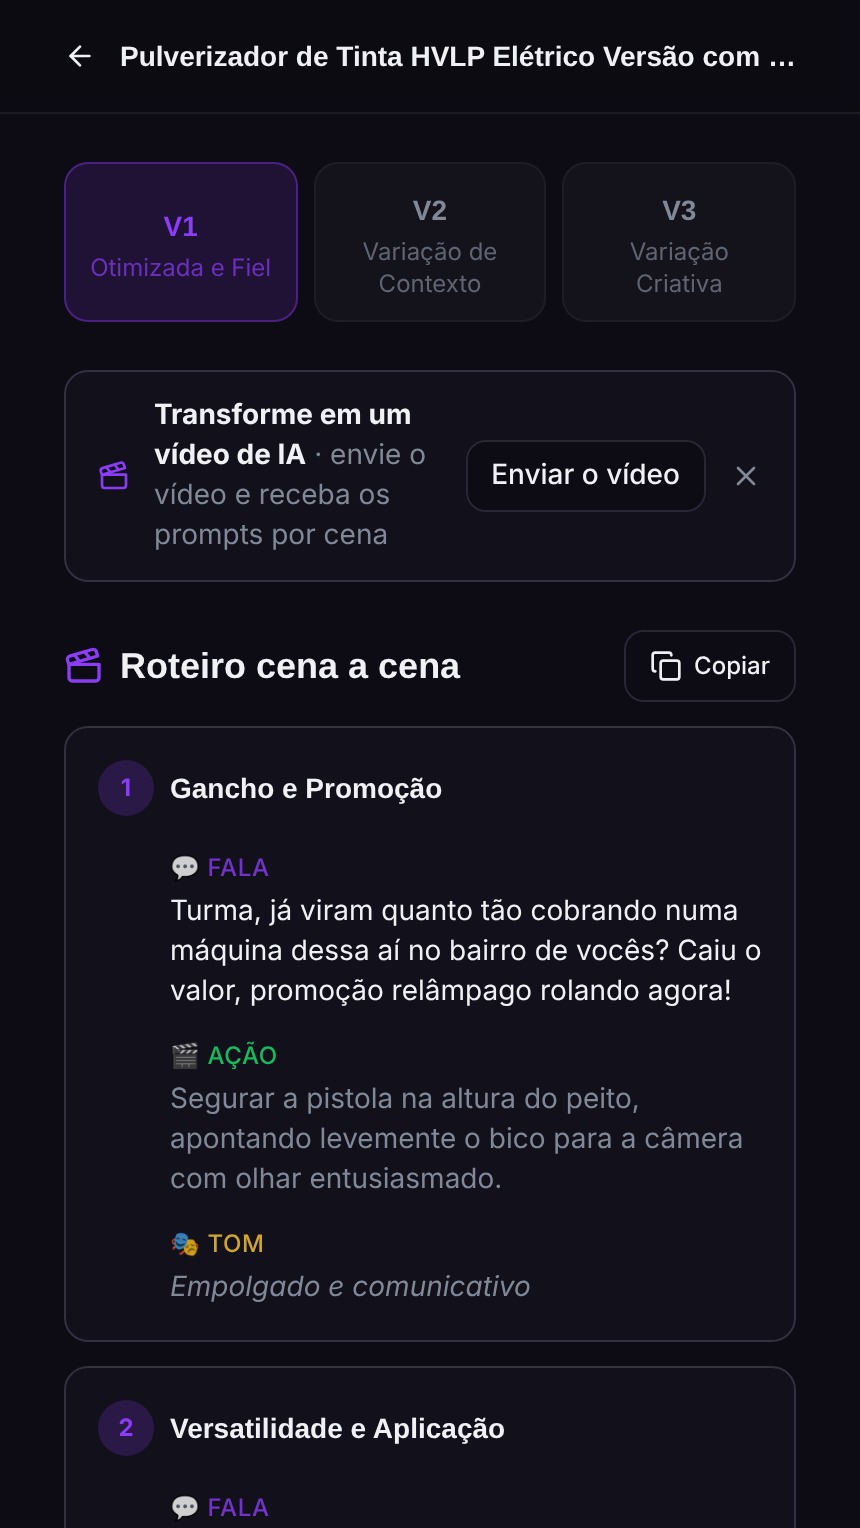 Pulverizador de Tinta HVLP Elétrico Versão com ...
V1
Otimizada e Fiel
V2
Variação de
Contexto
V3
Variação
Criativa
Transforme em um
vídeo de IA · envie o
vídeo e receba os
prompts por cena
Enviar o vídeo
Roteiro cena a cena
Copiar
1
Gancho e Promoção
💬 FALA
Turma, já viram quanto tão cobrando numa
máquina dessa aí no bairro de vocês? Caiu o
valor, promoção relâmpago rolando agora!
🎬 AÇÃO
Segurar a pistola na altura do peito,
apontando levemente o bico para a câmera
com olhar entusiasmado.
🎭 TOM
Empolgado e comunicativo
2
Versatilidade e Aplicação
💬 FALA